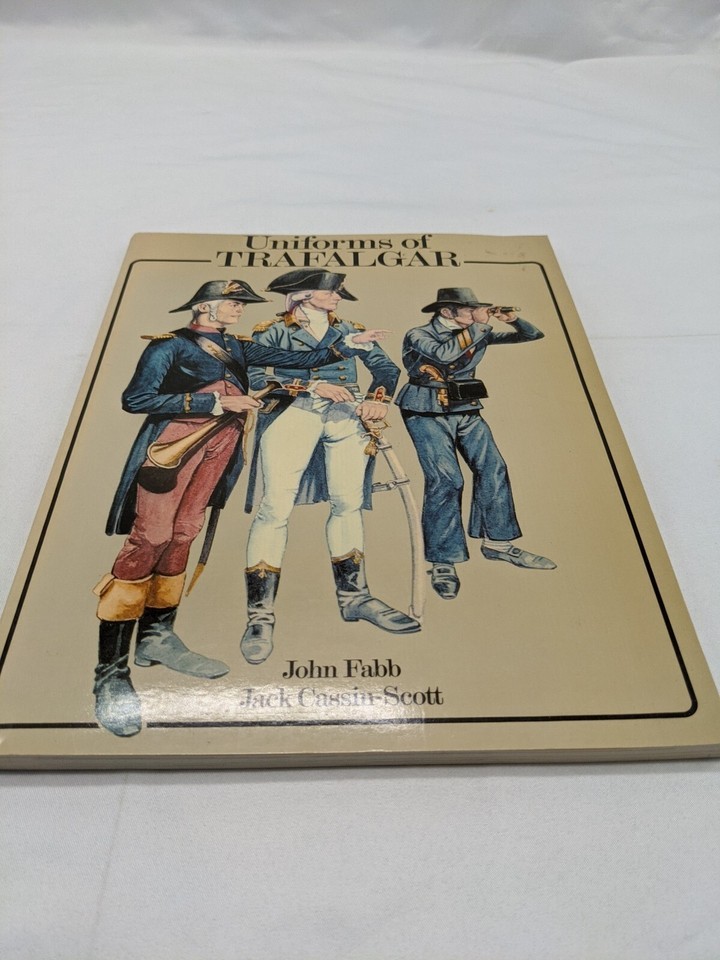 Uniforms of
TRAFALGAR
John Fabb
Jack Cassin-Scott